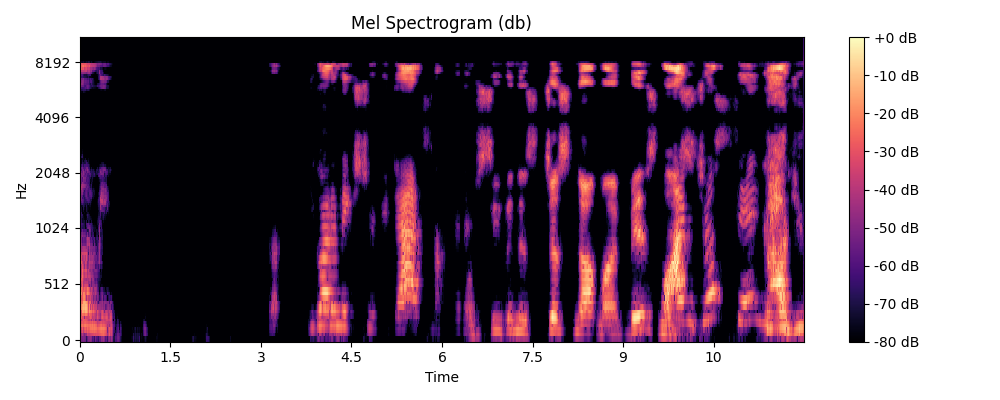 Mel Spectrogram (db)
8192
4096
2048
1024
512
0
Hz
0 1.5 3 4.5 6 7.5 9 10
Time
+0 dB
-10 dB
-20 dB
-30 dB
-40 dB
-50 dB
-60 dB
-70 dB
-80 dB